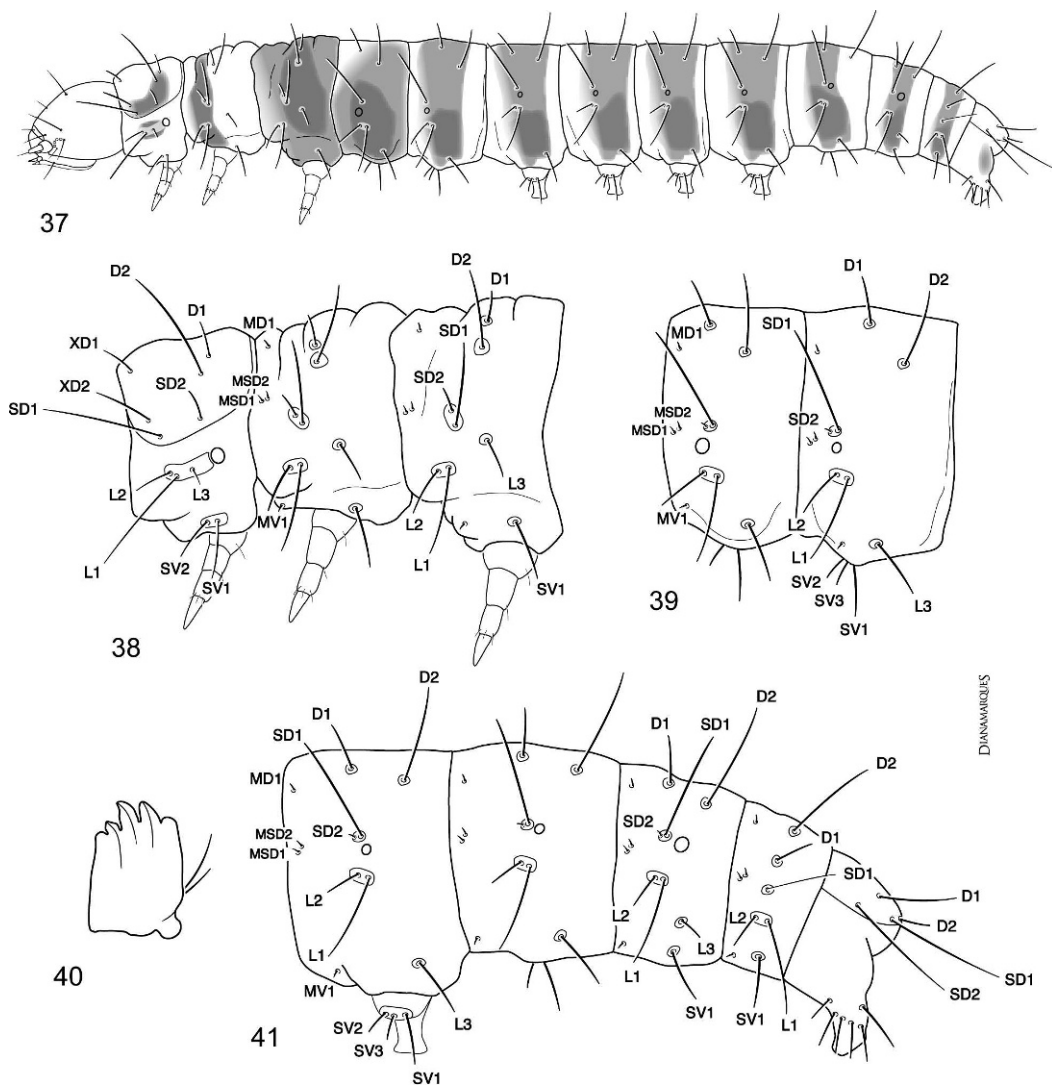 37
D2
D1
XD1
XD2
SD2
SD1
L2
L3
L1
SV2
SV1
MD1
MSD2
MSD1
MV1
D2
D1
SD1
SD2
L3
L2
L1
SV1
38
MD1
MSD2
MSD1
MV1
D1
D2
SD1
SD2
L2
L1
SV2
SV3
SV1
L3
39
DIANAMARQUES
40
D2
D1
SD1
MD1
MSD2
MSD1
SD2
L2
L1
MV1
SV2
SV3
SV1
L3
D1
SD1
D2
SD2
L2
L3
L1
SV1
D2
D1
SD1
L2
SV1
L1
D1
D2
SD1
SD2
41